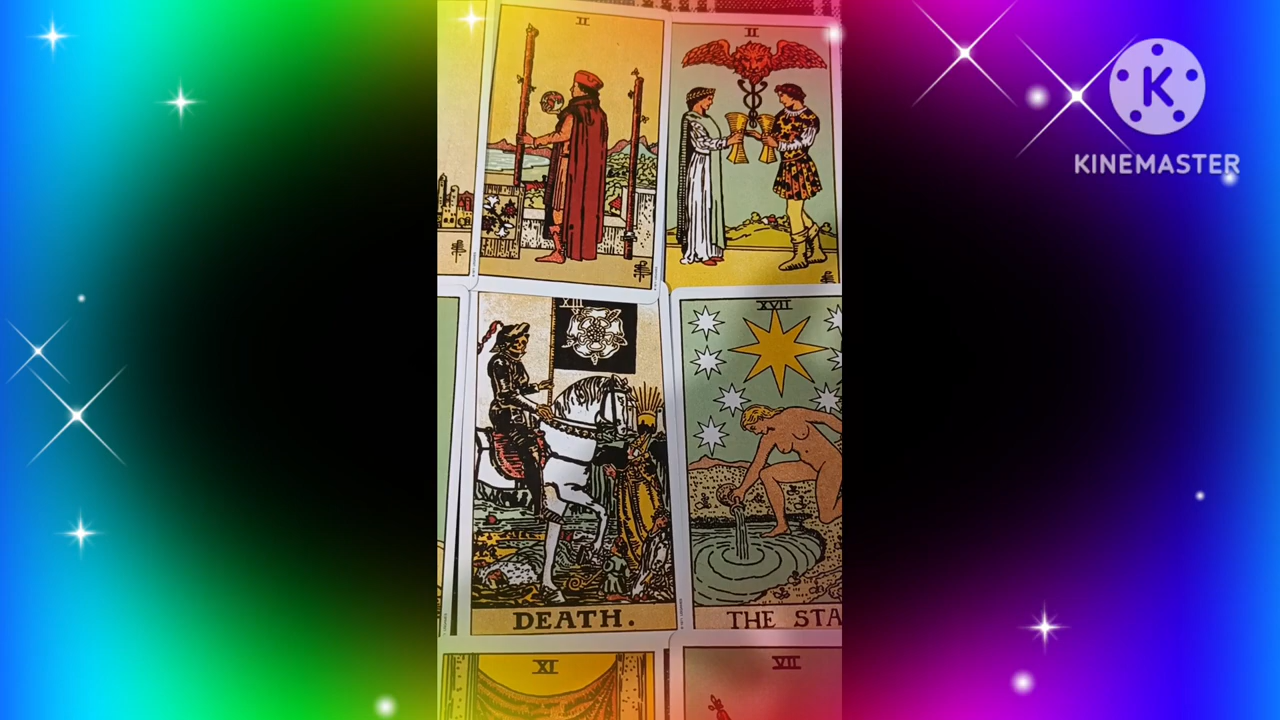 II
II
K
KINEMASTER
XIII
XVII
DEATH.
THE STA
XI
VII